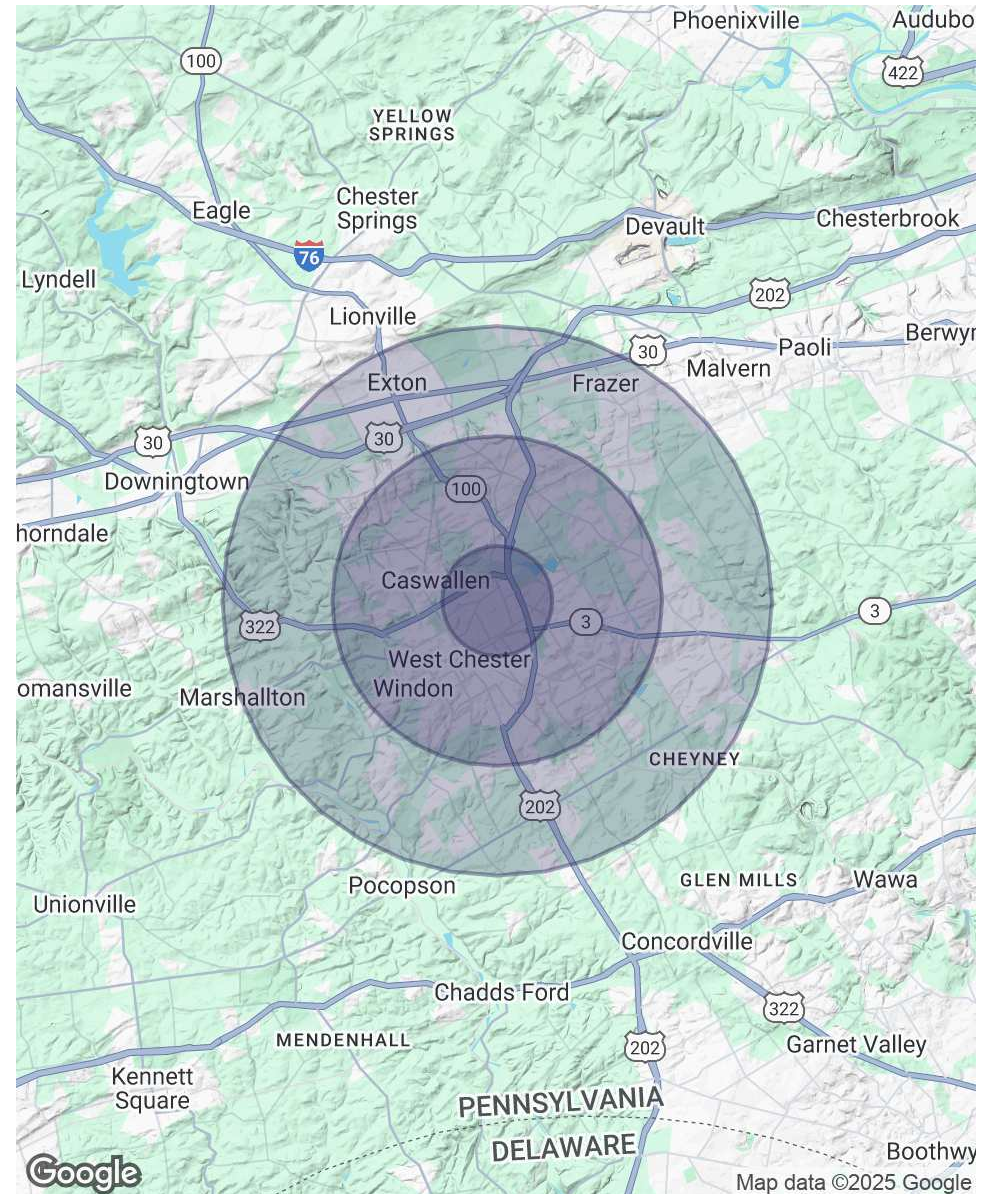 Phoenixville
Audubo
100
422
YELLOW
SPRINGS
Chester
Springs
Eagle
Devault
Chesterbrook
76
Lyndell
202
Lionville
Berwyn
30
Paoli
Malvern
Exton
Frazer
30
30
Downingtown
100
horndale
Caswallen
3
3
322
West Chester
omansville
Windon
Marshallton
CHEYNEY
202
Pocopson
GLEN MILLS
Wawa
Unionville
Concordville
Chadds Ford
322
MENDENHALL
202
Garnet Valley
Kennett
Square
PENNSYLVANIA
DELAWARE
Boothwy
Google
Map data ©2025 Google